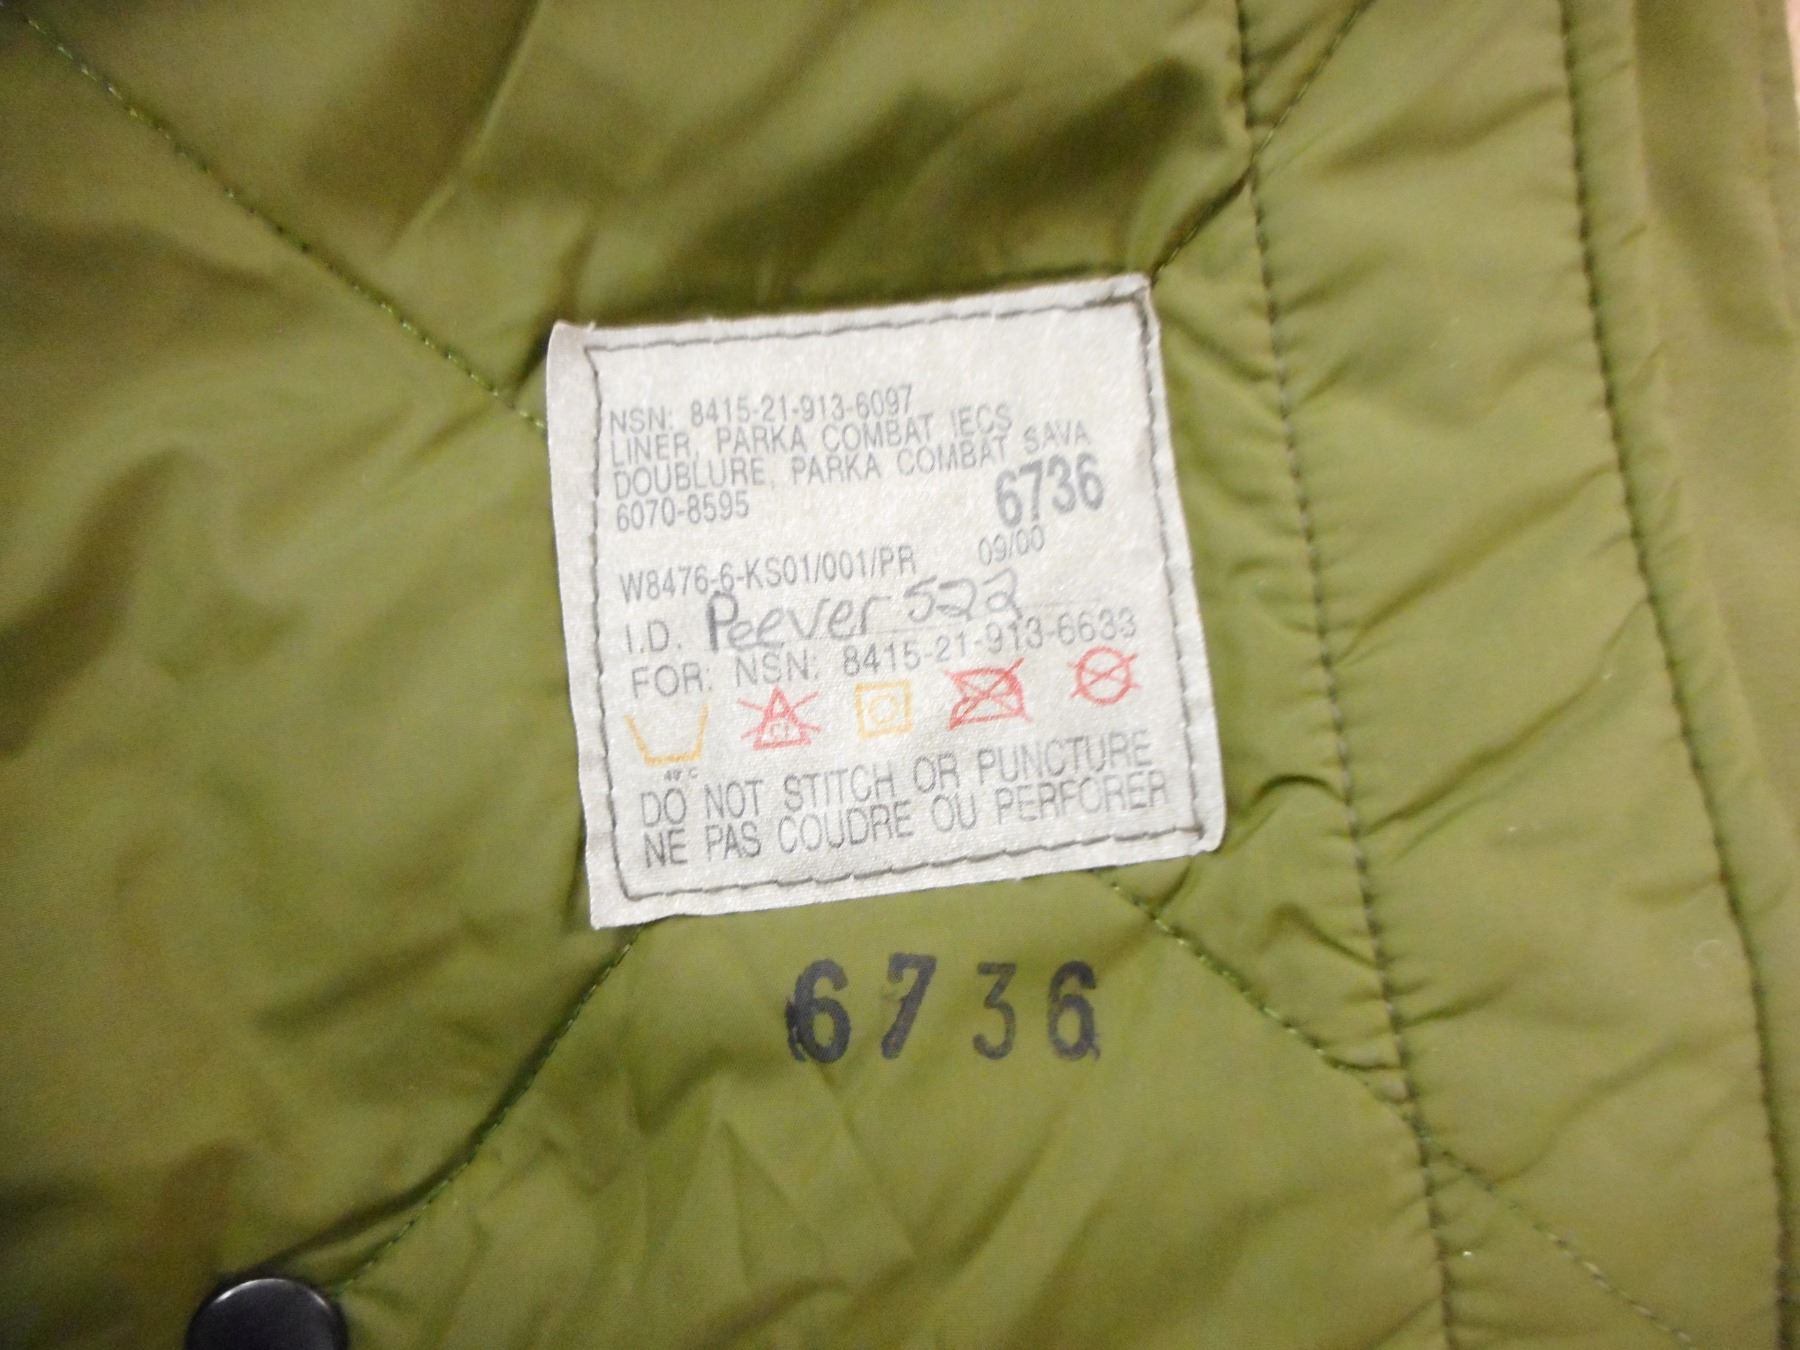 NSN: 8415-21-913-6097
LINER, PARKA COMBAT IECS
DOUBLURE, PARKA COMBAT SAVA
6070-8595 6736
W8476-6-KS01/001/PR 09/00
I.D. Peever 522
FOR: NSN: 8415-21-913-6633
CL
40°C
DO NOT STITCH OR PUNCTURE
NE PAS COUDRE OU PERFORER
6736